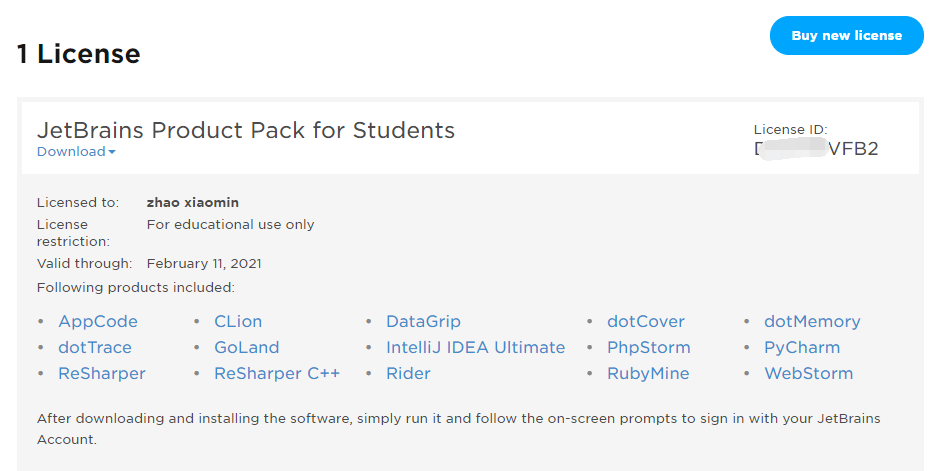 Buy new license
1 License
JetBrains Product Pack for Students
Download
License ID:
VFB2
Licensed to: zhao xiaomin
License restriction: For educational use only
Valid through: February 11, 2021
Following products included:
• AppCode • CLion • DataGrip • dotCover • dotMemory
• dotTrace • GoLand • IntelliJ IDEA Ultimate • PhpStorm • PyCharm
• ReSharper • ReSharper C++ • Rider • RubyMine • WebStorm
After downloading and installing the software, simply run it and follow the on-screen prompts to sign in with your JetBrains
Account.